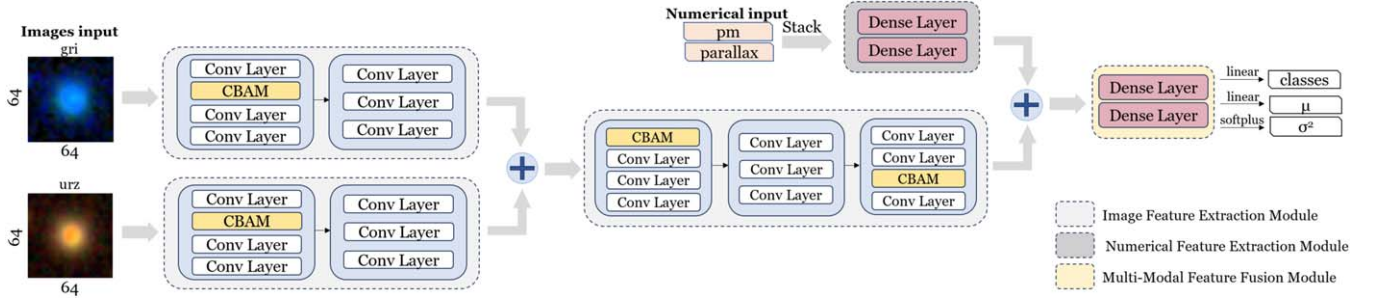 Images input
gri
64
64
Conv Layer
CBAM
Conv Layer
Conv Layer
Conv Layer
Conv Layer
Conv Layer
urz
64
64
Conv Layer
CBAM
Conv Layer
Conv Layer
Conv Layer
Conv Layer
Conv Layer
+
CBAM
Conv Layer
Conv Layer
Conv Layer
Conv Layer
Conv Layer
Conv Layer
Conv Layer
Conv Layer
CBAM
Conv Layer
Numerical input
pm
parallax
Stack
Dense Layer
Dense Layer
+
Dense Layer
Dense Layer
linear
classes
linear
μ
softplus
σ²
Image Feature Extraction Module
Numerical Feature Extraction Module
Multi-Modal Feature Fusion Module